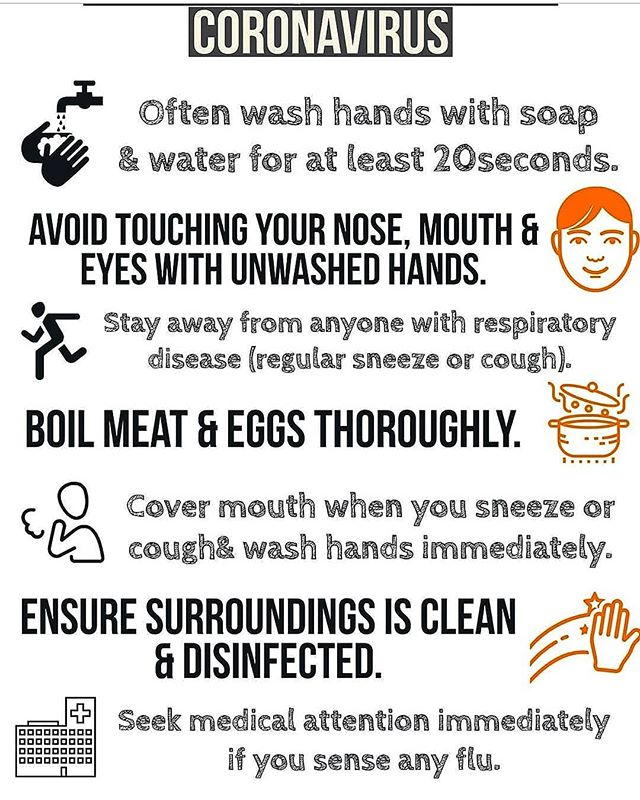 CORONAVIRUS
Often wash hands with soap
& water for at least 20seconds.
AVOID TOUCHING YOUR NOSE, MOUTH &
EYES WITH UNWASHED HANDS.
Stay away from anyone with respiratory
disease (regular sneeze or cough).
BOIL MEAT & EGGS THOROUGHLY.
Cover mouth when you sneeze or
cough& wash hands immediately.
ENSURE SURROUNDINGS IS CLEAN
& DISINFECTED.
Seek medical attention immediately
if you sense any flu.